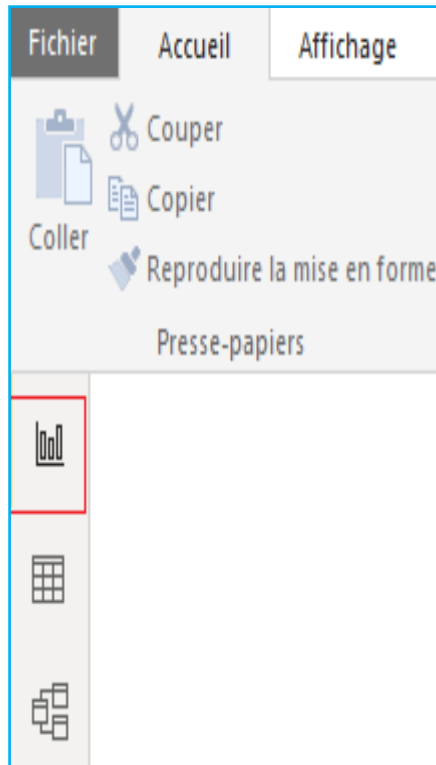 Fichier Accueil Affichage
Couper
Copier
Coller
Reproduire la mise en forme
Presse-papiers